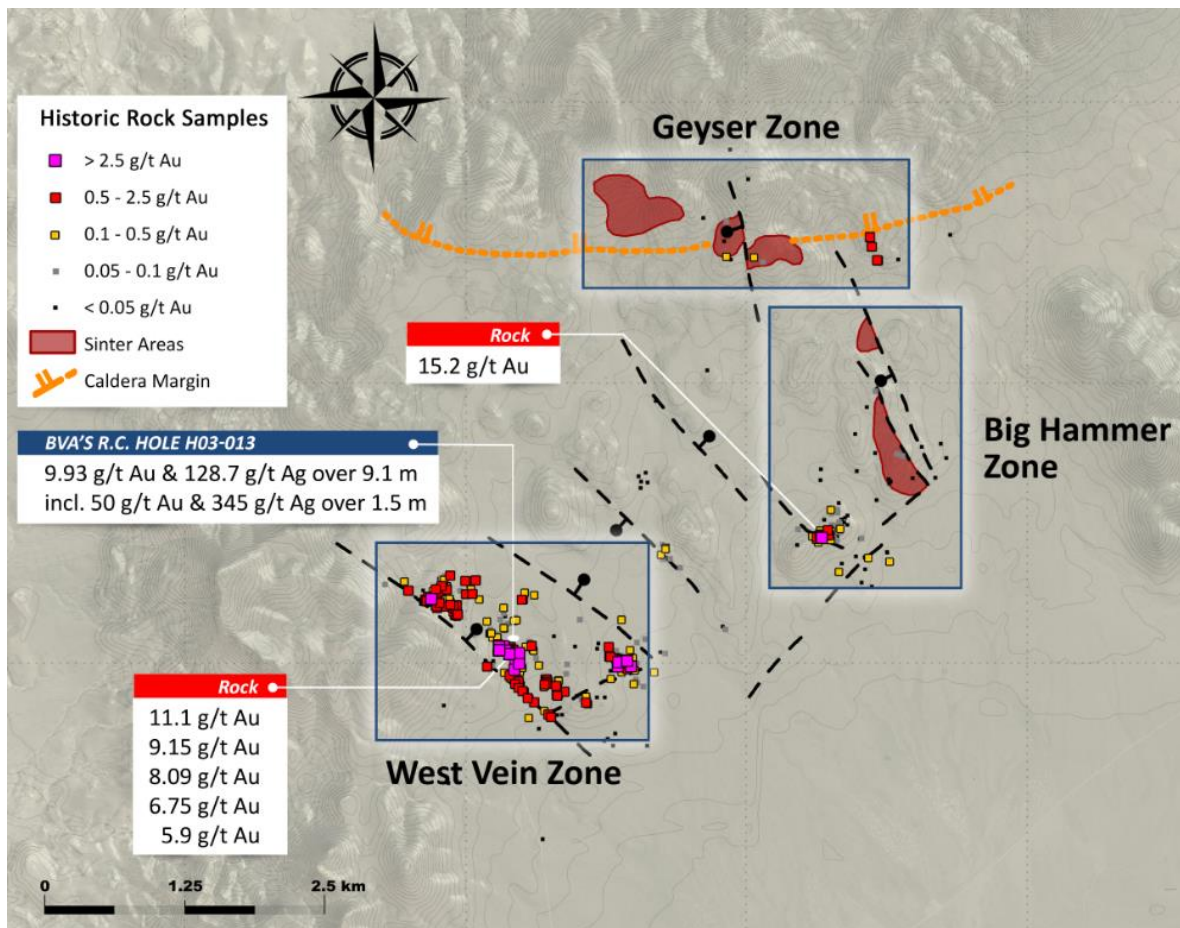 Historic Rock Samples
> 2.5 g/t Au
0.5 - 2.5 g/t Au
0.1 - 0.5 g/t Au
0.05 - 0.1 g/t Au
< 0.05 g/t Au
Sinter Areas
Caldera Margin
Geyser Zone
Rock
15.2 g/t Au
Big Hammer
Zone
BVA'S R.C. HOLE H03-013
9.93 g/t Au & 128.7 g/t Ag over 9.1 m
incl. 50 g/t Au & 345 g/t Ag over 1.5 m
Rock
11.1 g/t Au
9.15 g/t Au
8.09 g/t Au
6.75 g/t Au
5.9 g/t Au
West Vein Zone
0 1.25 2.5 km